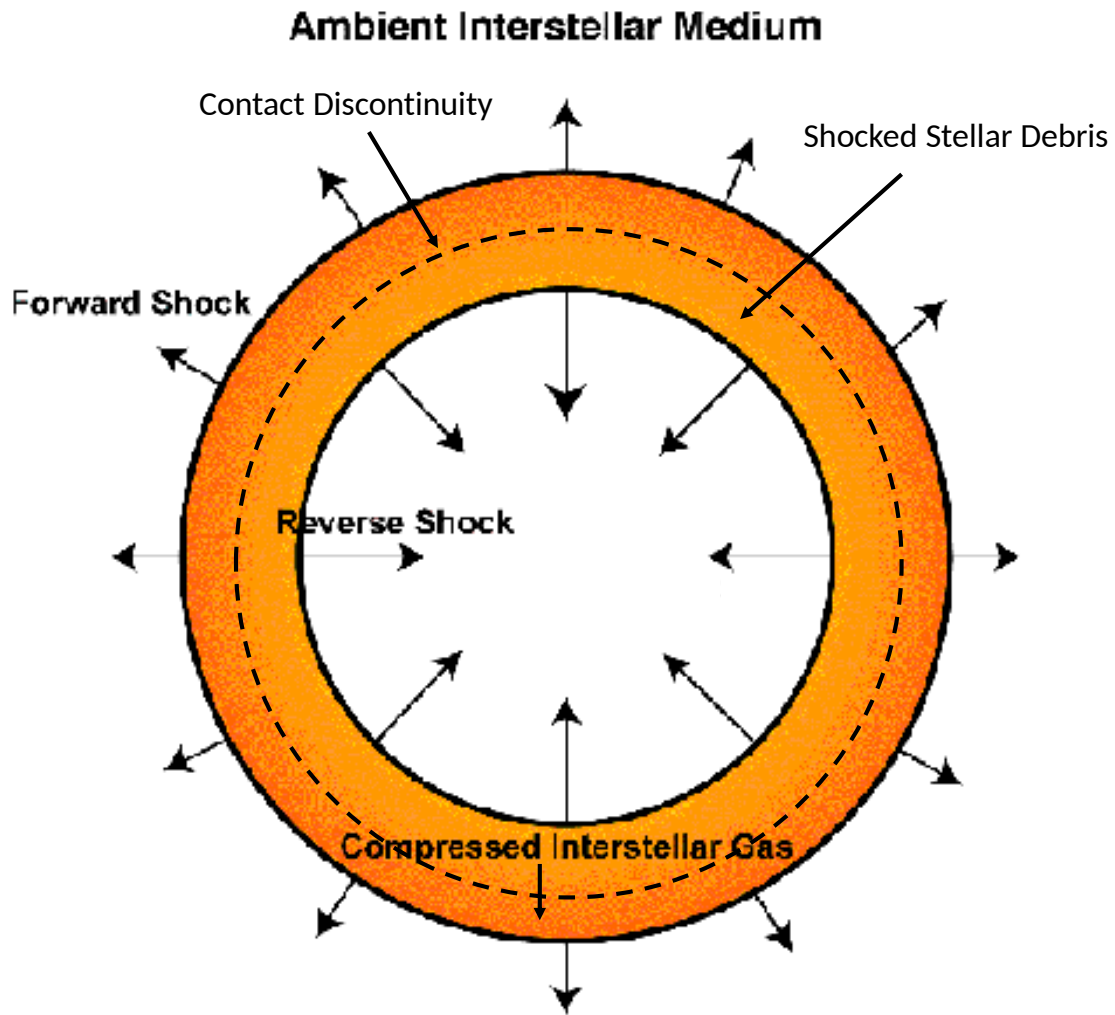 Ambient Interstellar Medium
Contact Discontinuity
Shocked Stellar Debris
Forward Shock
Reverse Shock
Compressed Interstellar Gas